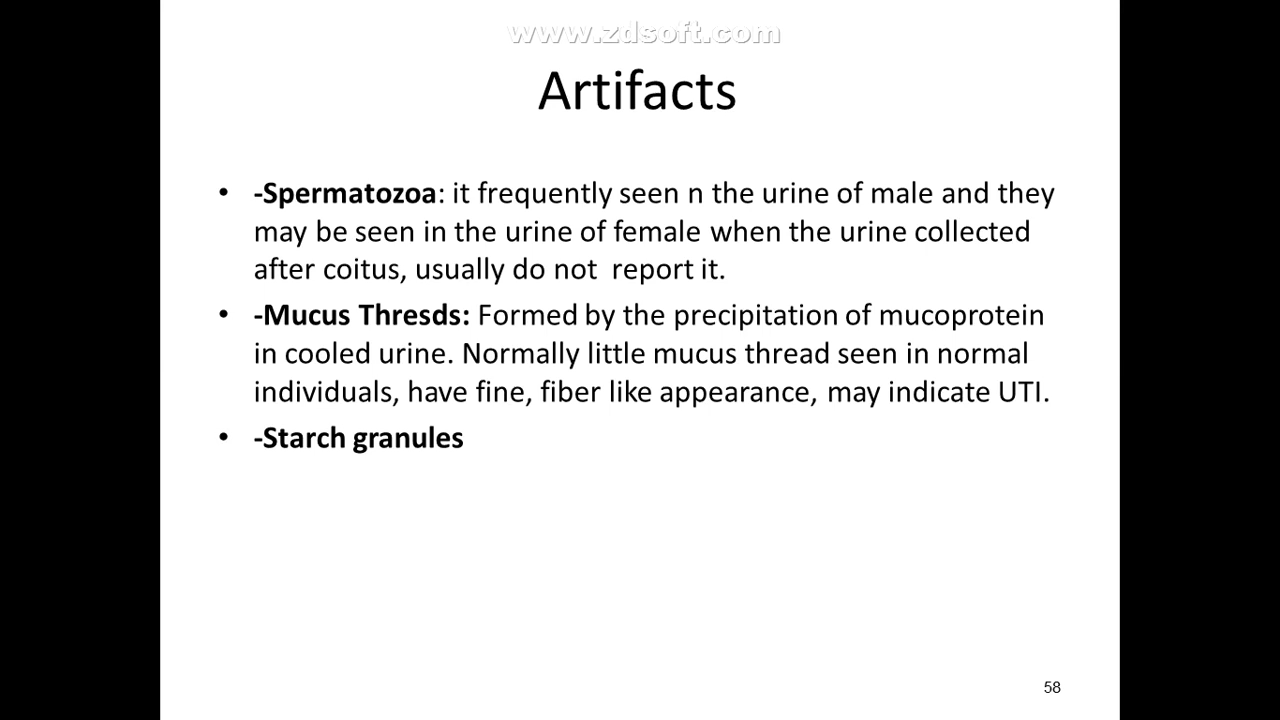 www.zdsoft.com
Artifacts
• -Spermatozoa: it frequently seen n the urine of male and they
may be seen in the urine of female when the urine collected
after coitus, usually do not  report it.
• -Mucus Thresds: Formed by the precipitation of mucoprotein
in cooled urine. Normally little mucus thread seen in normal
individuals, have fine, fiber like appearance, may indicate UTI.
• -Starch granules
58